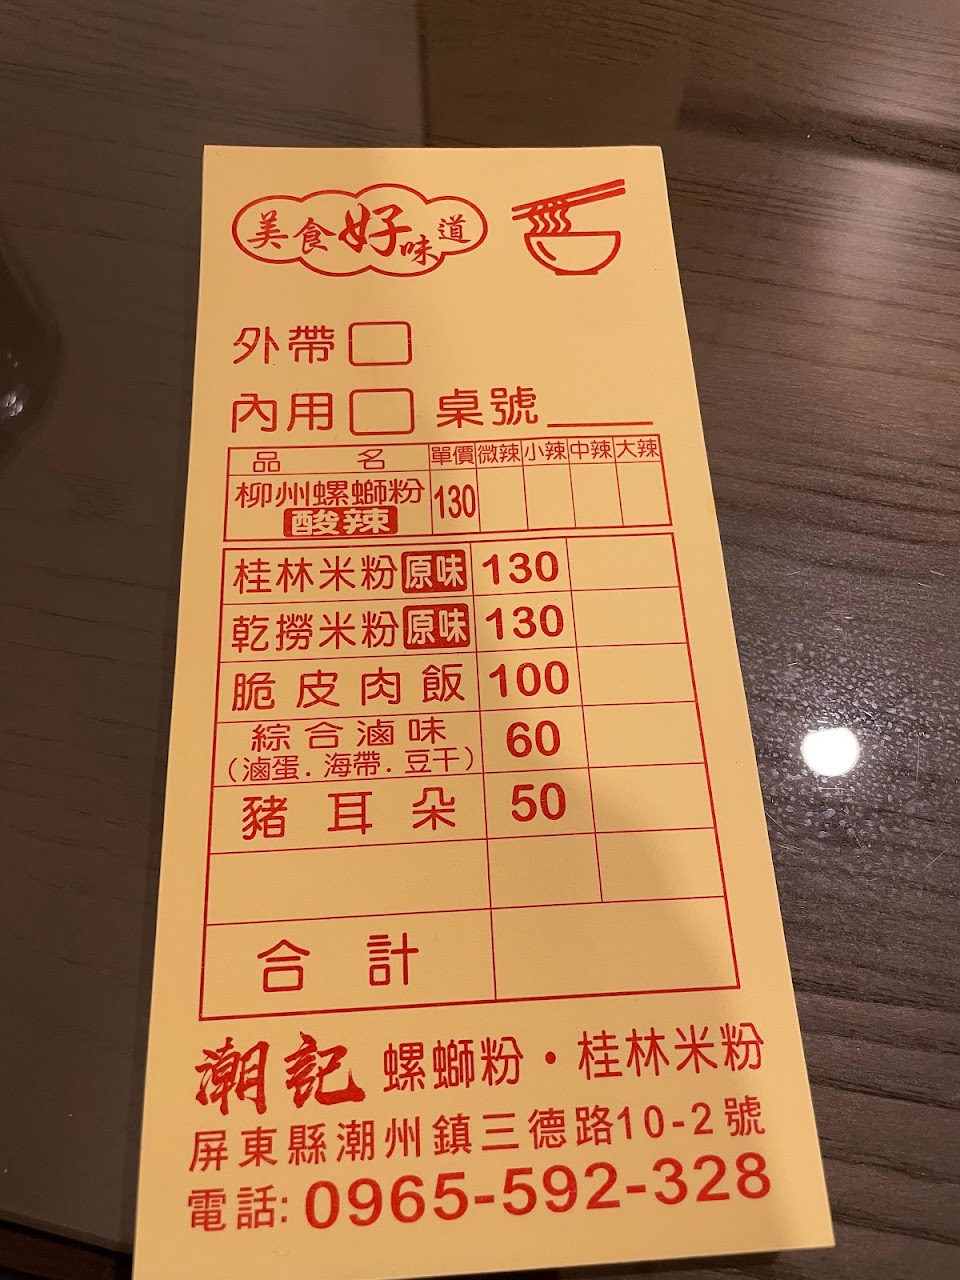 美食好味道
外帶
內用 桌號
品名 單價 微辣 小辣 中辣 大辣
柳州螺螄粉 130
酸辣
桂林米粉 原味 130
乾撈米粉 原味 130
脆皮肉飯 100
綜合滷味 60
（滷蛋.海帶.豆干）
豬耳朵 50
合計
潮記 螺螄粉・桂林米粉
屏東縣潮州鎮三德路10-2號
電話:0965-592-328